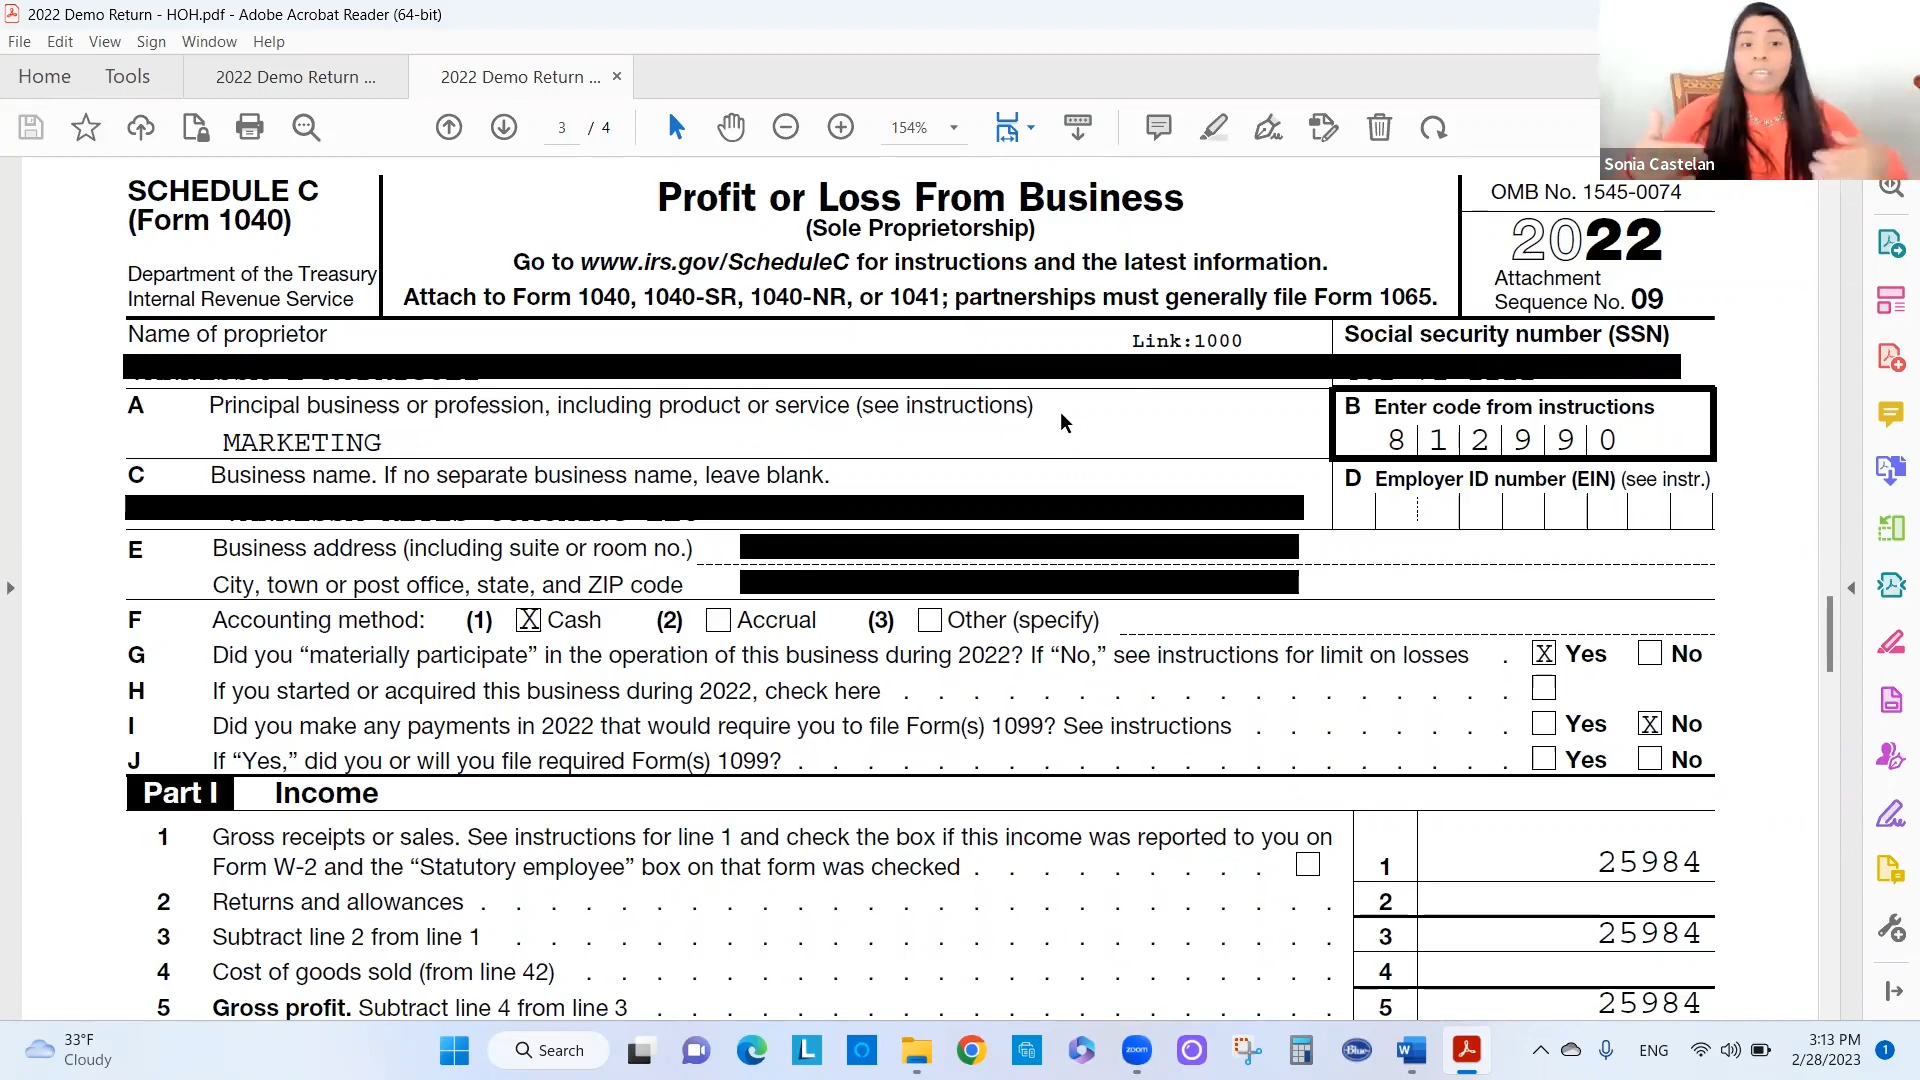 2022 Demo Return - HOH.pdf - Adobe Acrobat Reader (64-bit)
File Edit View Sign Window Help
Home Tools 2022 Demo Return ... 2022 Demo Return ... ×
3 / 4 154%
Sonia Castelan
SCHEDULE C
(Form 1040)
Department of the Treasury
Internal Revenue Service
Profit or Loss From Business
(Sole Proprietorship)
Go to www.irs.gov/ScheduleC for instructions and the latest information.
Attach to Form 1040, 1040-SR, 1040-NR, or 1041; partnerships must generally file Form 1065.
OMB No. 1545-0074
2022
Attachment
Sequence No. 09
Name of proprietor Link:1000 Social security number (SSN)
A Principal business or profession, including product or service (see instructions)
MARKETING
B Enter code from instructions
812990
C Business name. If no separate business name, leave blank.
D Employer ID number (EIN) (see instr.)
E Business address (including suite or room no.)
City, town or post office, state, and ZIP code
F Accounting method: (1) X Cash (2) Accrual (3) Other (specify)
G Did you “materially participate” in the operation of this business during 2022? If “No,” see instructions for limit on losses . X Yes No
H If you started or acquired this business during 2022, check here
I Did you make any payments in 2022 that would require you to file Form(s) 1099? See instructions Yes X No
J If “Yes,” did you or will you file required Form(s) 1099? Yes No
Part I Income
1 Gross receipts or sales. See instructions for line 1 and check the box if this income was reported to you on
Form W-2 and the “Statutory employee” box on that form was checked 1 25984
2 Returns and allowances 2
3 Subtract line 2 from line 1 3 25984
4 Cost of goods sold (from line 42) 4
5 Gross profit. Subtract line 4 from line 3 5 25984
33°F
Cloudy
Search
zoom
Blue
ENG
3:13 PM
2/28/2023
1